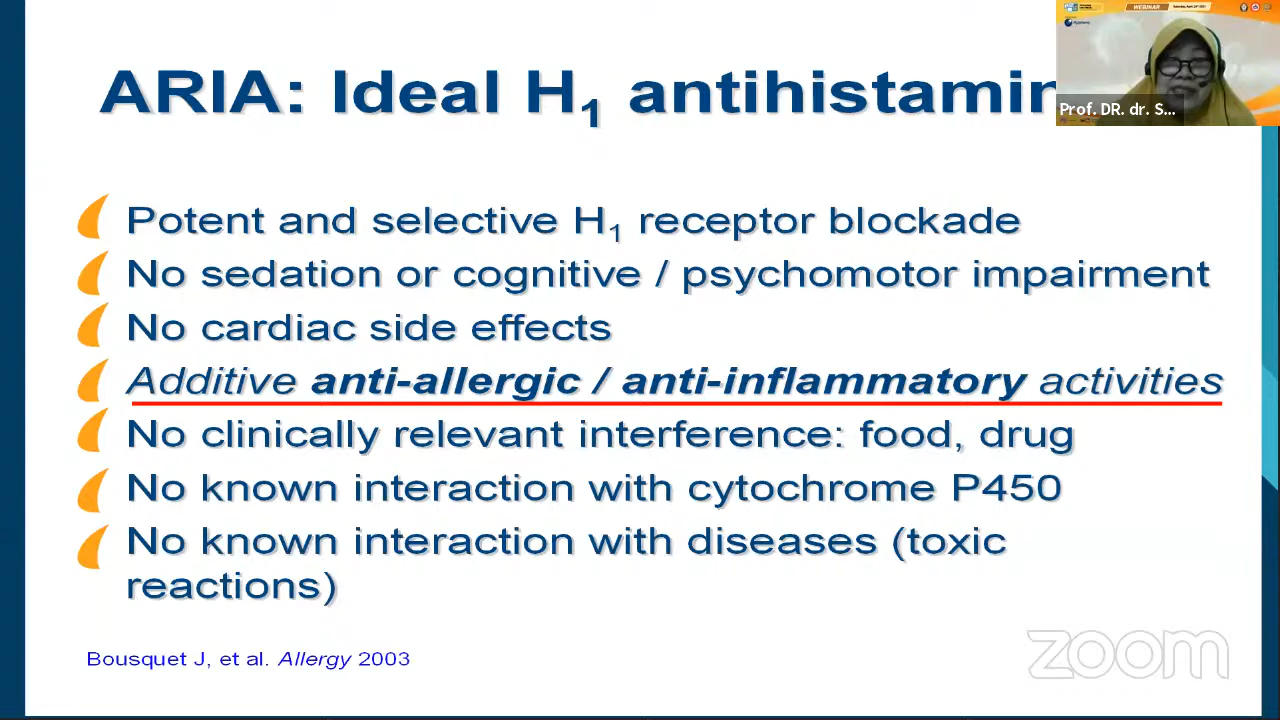 WEBINAR
ARIA: Ideal H1 antihistamin
Prof. DR. dr. S...
Potent and selective H1 receptor blockade
No sedation or cognitive / psychomotor impairment
No cardiac side effects
Additive anti-allergic / anti-inflammatory activities
No clinically relevant interference: food, drug
No known interaction with cytochrome P450
No known interaction with diseases (toxic
reactions)
Bousquet J, et al. Allergy 2003
zoom